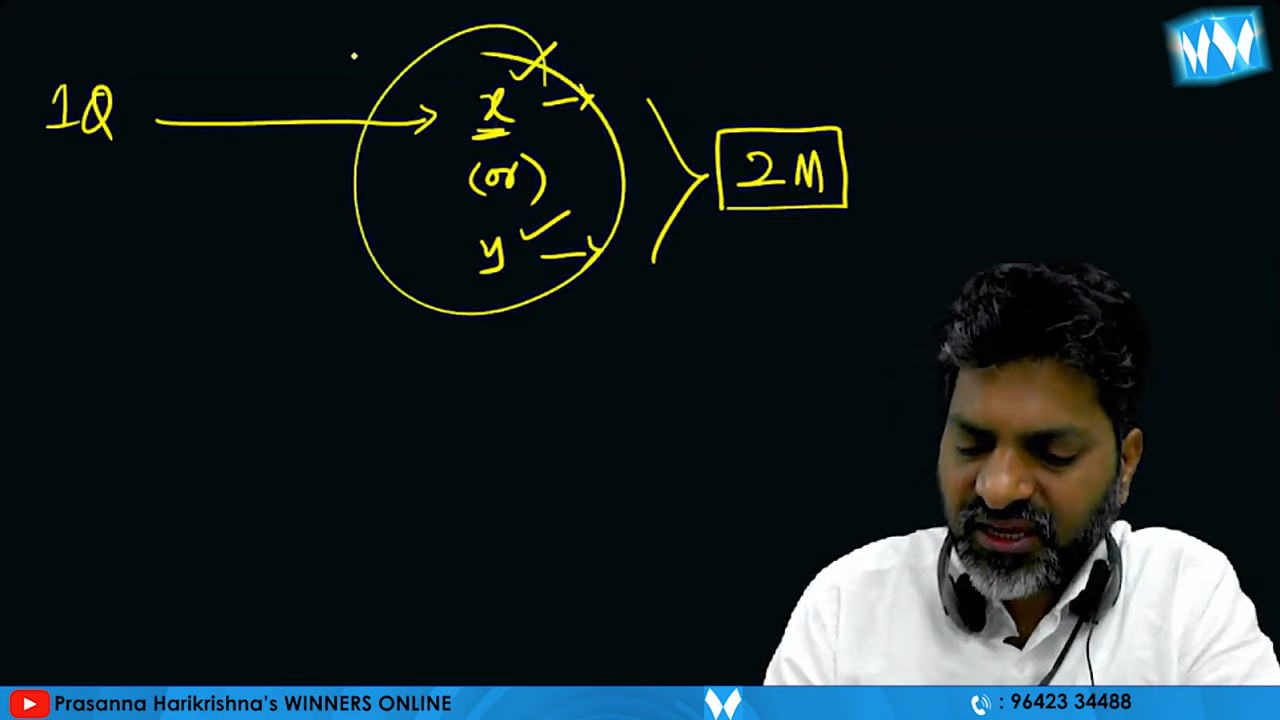 1Q
x
(or)
y
2M
Prasanna Harikrishna's WINNERS ONLINE
: 96423 34488